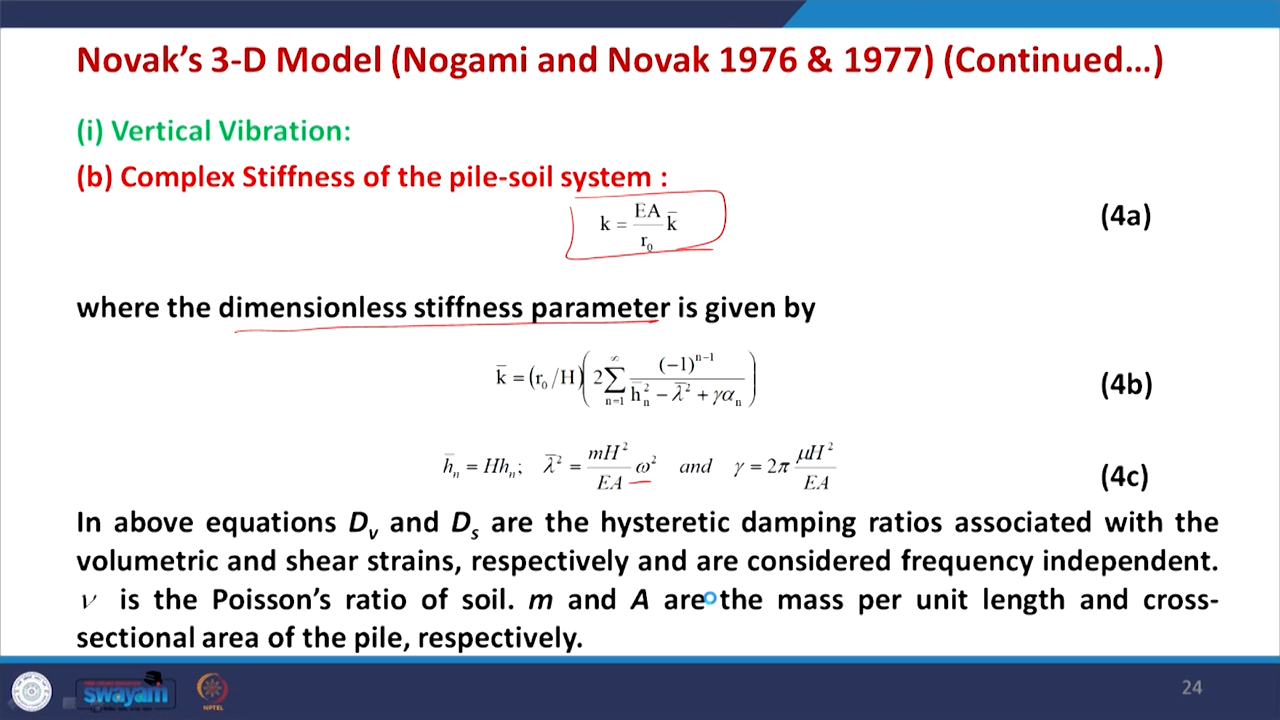 Novak's 3-D Model (Nogami and Novak 1976 & 1977) (Continued…)
(i) Vertical Vibration:
(b) Complex Stiffness of the pile-soil system :
k = EA/r₀ k̄ (4a)
where the dimensionless stiffness parameter is given by
k̄ = (r₀/H)(2∑_{n=1}^{∞} (-1)^{n-1}/(h̄ₙ² − λ̄² + γαₙ)) (4b)
h̄ₙ = Hhₙ; λ̄² = mH²/EA ω² and γ = 2π μH²/EA (4c)
In above equations Dᵥ and Dₛ are the hysteretic damping ratios associated with the
volumetric and shear strains, respectively and are considered frequency independent.
ν is the Poisson's ratio of soil. m and A are the mass per unit length and cross-
sectional area of the pile, respectively.
swayam
NPTEL
24